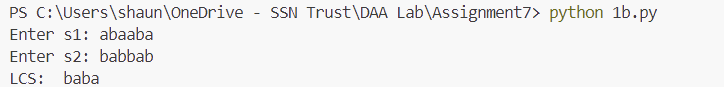 PS C:\Users\shaun\OneDrive - SSN Trust\DAA Lab\Assignment7> python 1b.py
Enter s1: abaaba
Enter s2: babbab
LCS:  baba